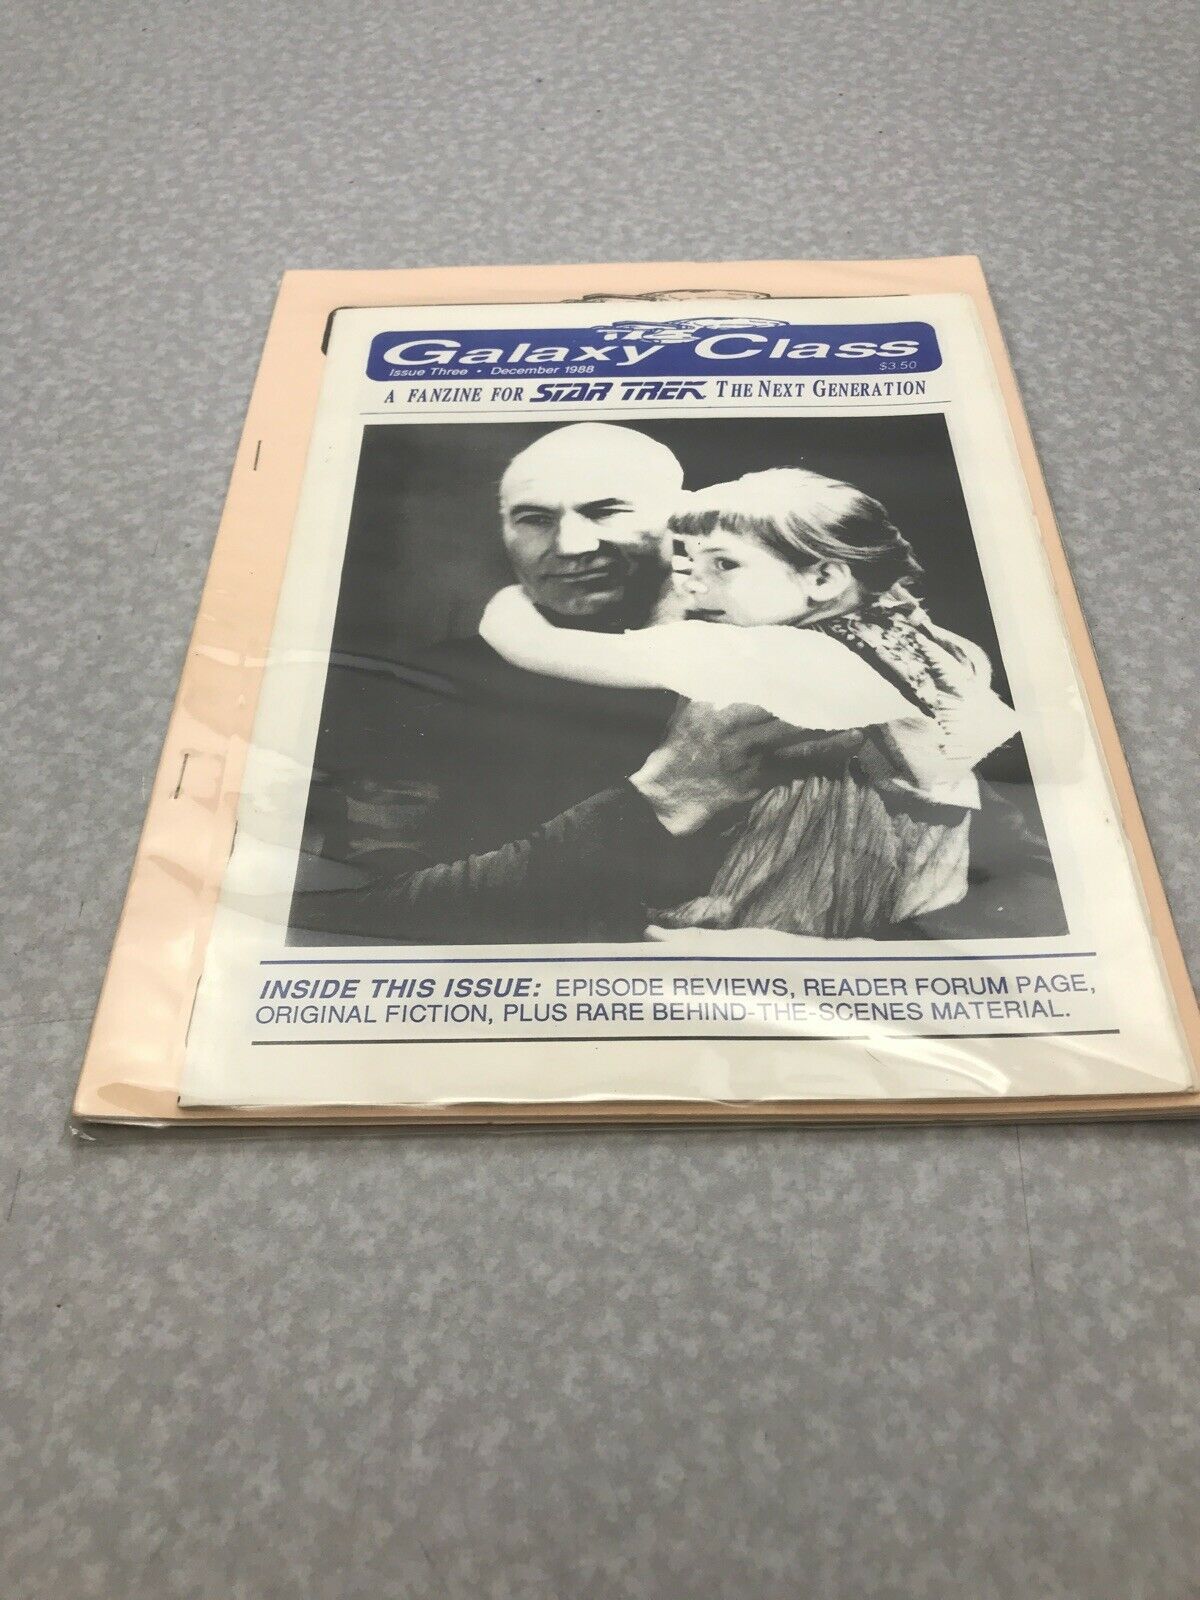 Galaxy Class
Issue Three • December 1988
$3.50
A FANZINE FOR STAR TREK THE NEXT GENERATION
INSIDE THIS ISSUE: EPISODE REVIEWS, READER FORUM PAGE,
ORIGINAL FICTION, PLUS RARE BEHIND-THE-SCENES MATERIAL.